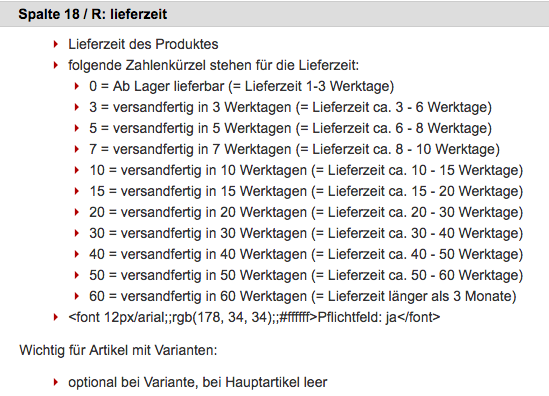 Spalte 18 / R: lieferzeit
Lieferzeit des Produktes
folgende Zahlenkürzel stehen für die Lieferzeit:
0 = Ab Lager lieferbar (= Lieferzeit 1-3 Werktage)
3 = versandfertig in 3 Werktagen (= Lieferzeit ca. 3 - 6 Werktage)
5 = versandfertig in 5 Werktagen (= Lieferzeit ca. 6 - 8 Werktage)
7 = versandfertig in 7 Werktagen (= Lieferzeit ca. 8 - 10 Werktage)
10 = versandfertig in 10 Werktagen (= Lieferzeit ca. 10 - 15 Werktage)
15 = versandfertig in 15 Werktagen (= Lieferzeit ca. 15 - 20 Werktage)
20 = versandfertig in 20 Werktagen (= Lieferzeit ca. 20 - 30 Werktage)
30 = versandfertig in 30 Werktagen (= Lieferzeit ca. 30 - 40 Werktage)
40 = versandfertig in 40 Werktagen (= Lieferzeit ca. 40 - 50 Werktage)
50 = versandfertig in 50 Werktagen (= Lieferzeit ca. 50 - 60 Werktage)
60 = versandfertig in 60 Werktagen (= Lieferzeit länger als 3 Monate)
<font 12px/arial;;rgb(178, 34, 34);;#ffffff>Pflichtfeld: ja</font>
Wichtig für Artikel mit Varianten:
optional bei Variante, bei Hauptartikel leer